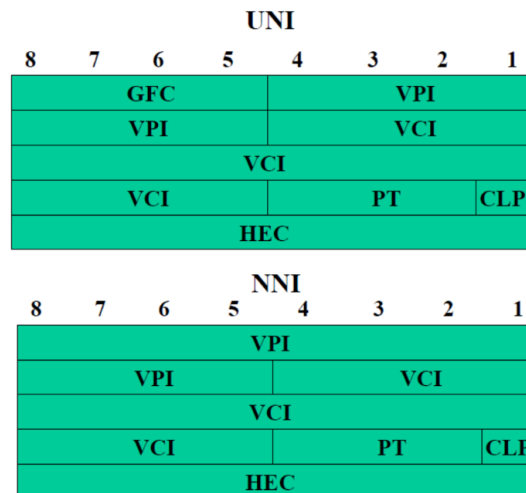 UNI
8 7 6 5 4 3 2 1
GFC VPI
VPI VCI
VCI
VCI PT CLP
HEC
NNI
8 7 6 5 4 3 2 1
VPI
VPI VCI
VCI
VCI PT CLP
HEC